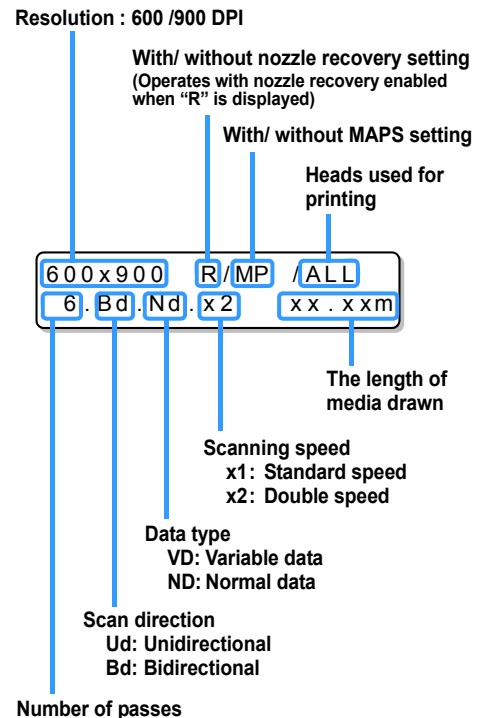 Resolution : 600 /900 DPI
With/ without nozzle recovery setting
(Operates with nozzle recovery enabled
when “R” is displayed)
With/ without MAPS setting
Heads used for
printing
600x900 R/MP /ALL
6.Bd.Nd.x2 xx.xxm
The length of
media drawn
Scanning speed
x1: Standard speed
x2: Double speed
Data type
VD: Variable data
ND: Normal data
Scan direction
Ud: Unidirectional
Bd: Bidirectional
Number of passes